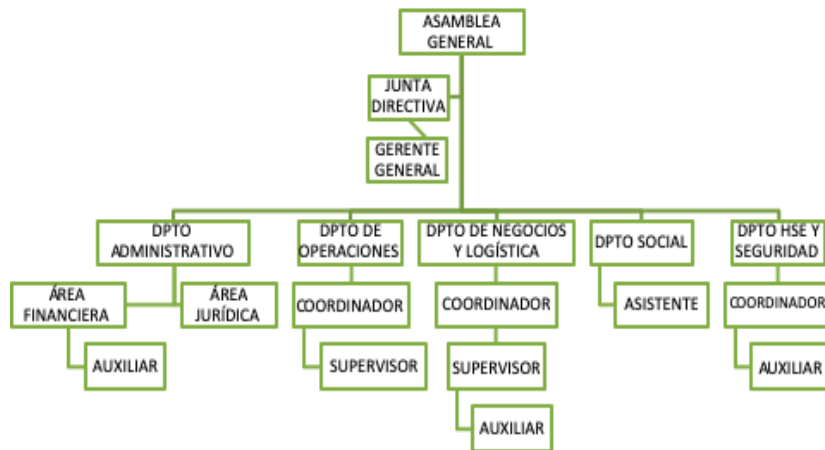 ASAMBLEA
GENERAL
JUNTA
DIRECTIVA
GERENTE
GENERAL
DPTO
ADMINISTRATIVO
DPTO DE
OPERACIONES
DPTO DE NEGOCIOS
Y LOGÍSTICA
DPTO SOCIAL
DPTO HSE Y
SEGURIDAD
ÁREA
FINANCIERA
ÁREA
JURÍDICA
COORDINADOR
COORDINADOR
ASISTENTE
COORDINADOR
AUXILIAR
SUPERVISOR
SUPERVISOR
AUXILIAR
AUXILIAR